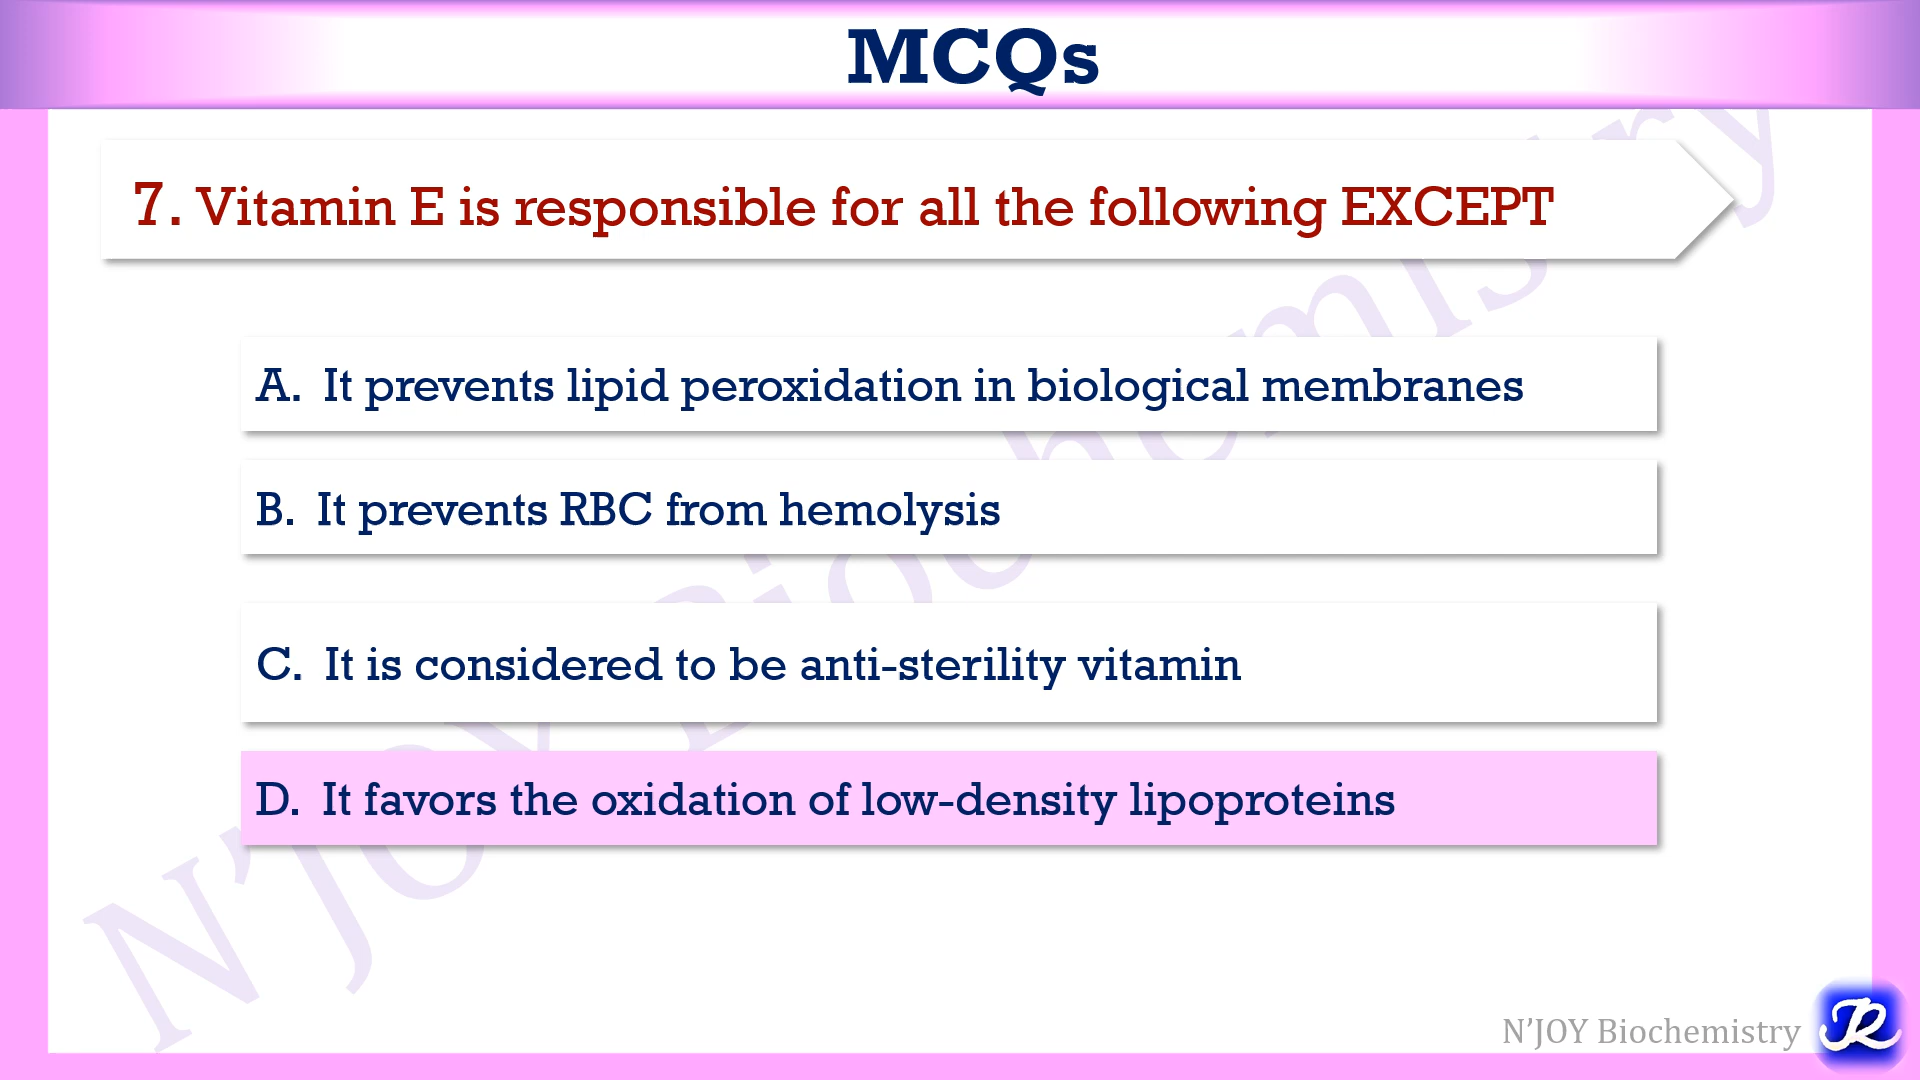 MCQs
7. Vitamin E is responsible for all the following EXCEPT
A. It prevents lipid peroxidation in biological membranes
B. It prevents RBC from hemolysis
C. It is considered to be anti-sterility vitamin
D. It favors the oxidation of low-density lipoproteins
N'JOY Biochemistry
N’JOY Biochemistry
R